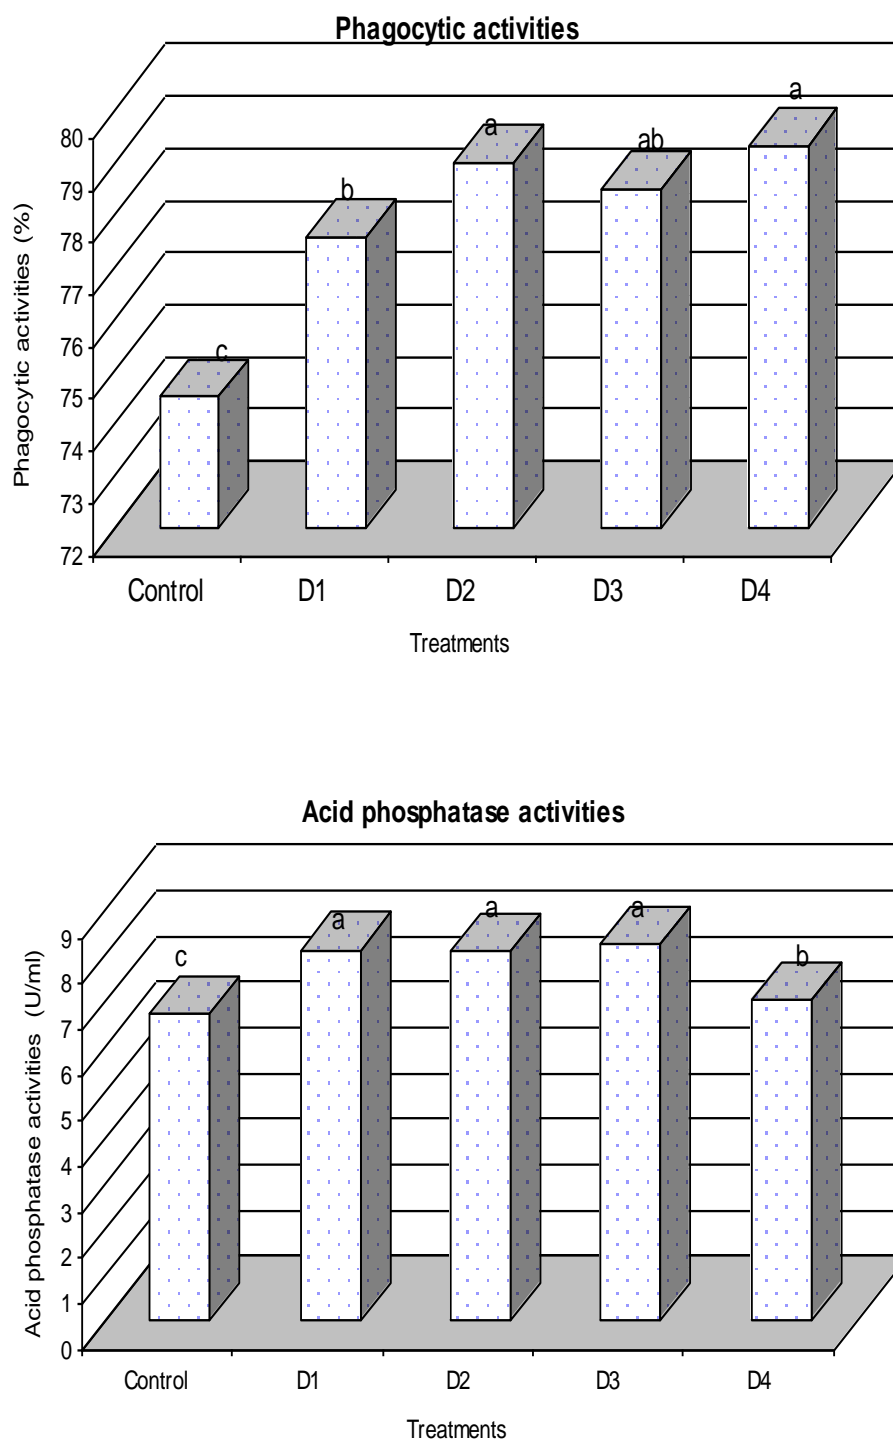 Phagocytic activities
Phagocytic activities (%)
80
79
78
77
76
75
74
73
72
c
b
a
ab
a
Control D1 D2 D3 D4
Treatments
Acid phosphatase activities
Acid phosphatase activities (U/ml)
9
8
7
6
5
4
3
2
1
0
c
a
a
a
b
Control D1 D2 D3 D4
Treatments